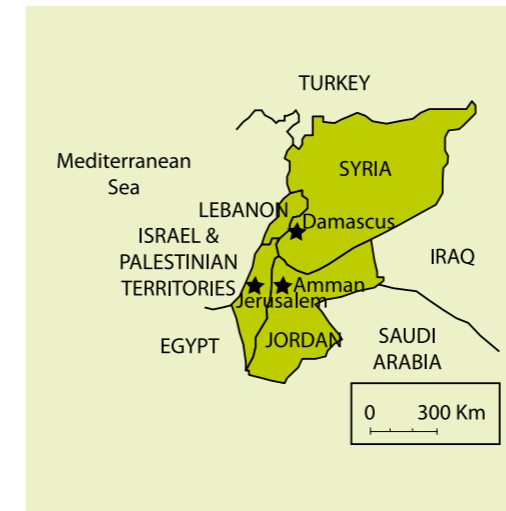 TURKEY
Mediterranean
Sea
SYRIA
LEBANON
Damascus
ISRAEL &
PALESTINIAN
TERRITORIES
IRAQ
Amman
Jerusalem
EGYPT
JORDAN
SAUDI
ARABIA
0 300 Km